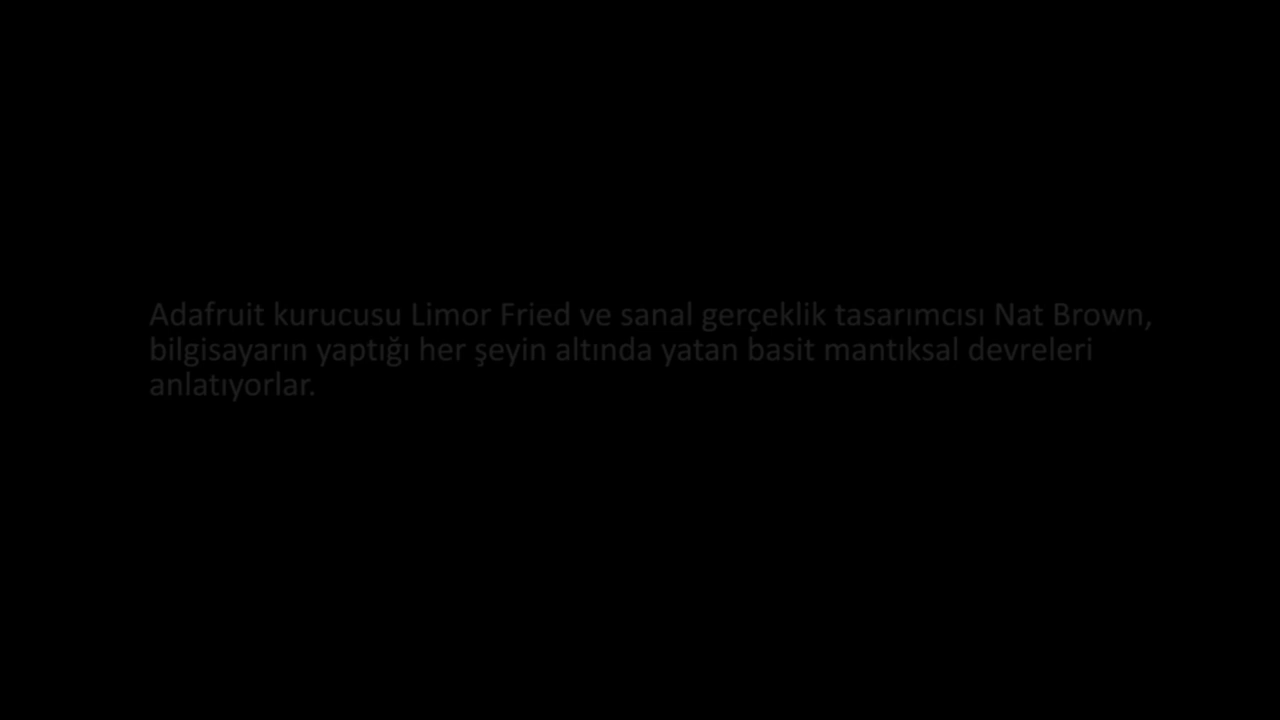 Adafruit kurucusu Limor Fried ve sanal gerçeklik tasarımcısı Nat Brown,
bilgisayarın yaptığı her şeyin altında yatan basit mantıksal devreleri
anlatıyorlar.